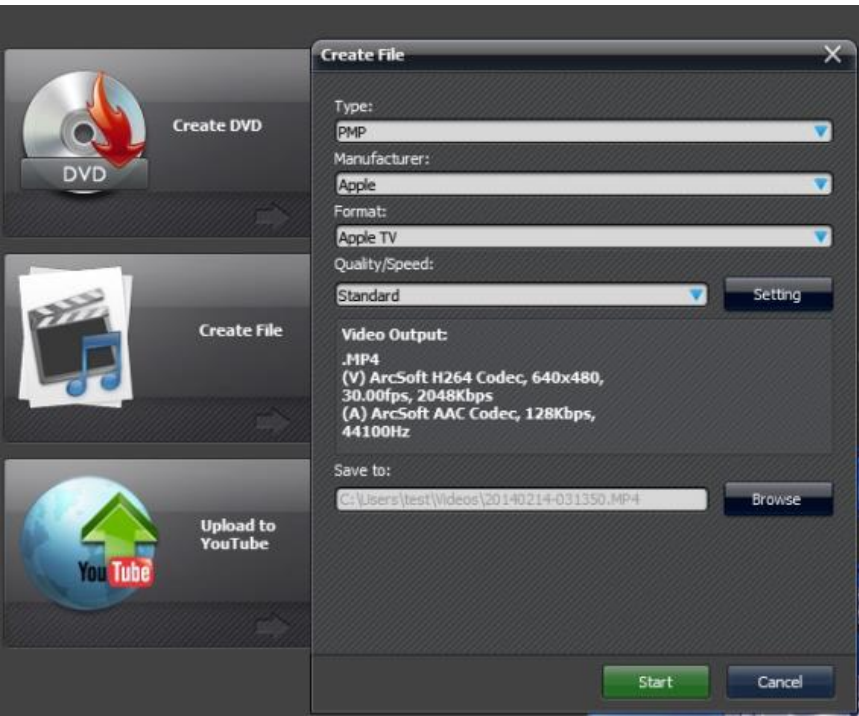 DVD
Create DVD
Create File
Upload to
YouTube
You Tube
Create File
Type:
PMP
Manufacturer:
Apple
Format:
Apple TV
Quality/Speed:
Standard
Setting
Video Output:
.MP4
(V) ArcSoft H264 Codec, 640x480,
30.00fps, 2048Kbps
(A) ArcSoft AAC Codec, 128Kbps,
44100Hz
Save to:
C:\Users\test\Videos\20140214-031350.MP4
Browse
Start
Cancel